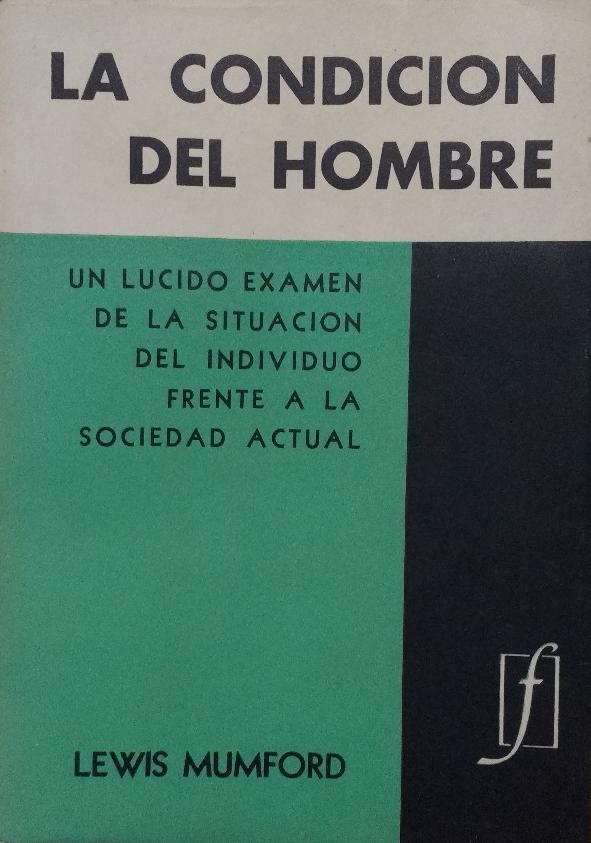 LA CONDICION
DEL HOMBRE
UN LUCIDO EXAMEN
DE LA SITUACION
DEL INDIVIDUO
FRENTE A LA
SOCIEDAD ACTUAL
LEWIS MUMFORD
f